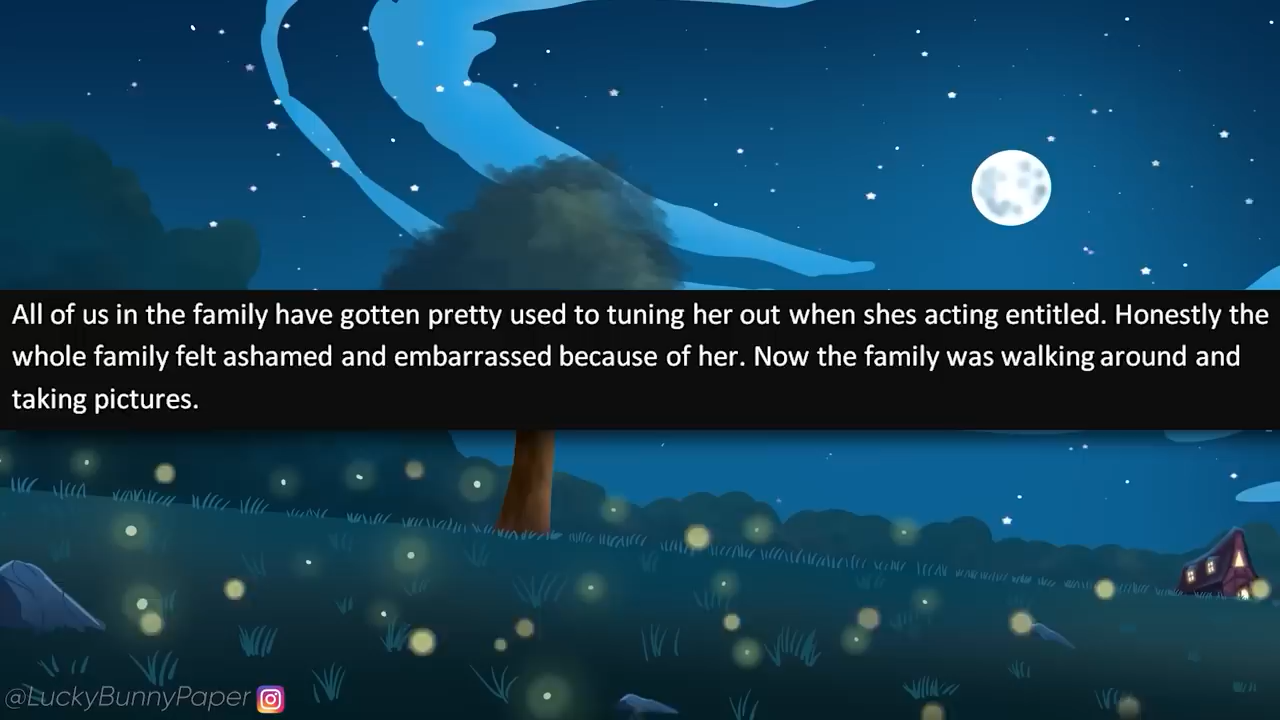 All of us in the family have gotten pretty used to tuning her out when shes acting entitled. Honestly the
whole family felt ashamed and embarrassed because of her. Now the family was walking around and
taking pictures.
@LuckyBunnyPaper